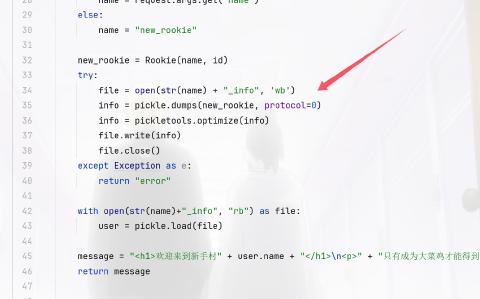 28 name = request.args.get("name")
29 else:
30 name = "new_rookie"
31
32 new_rookie = Rookie(name, id)
33 try:
34 file = open(str(name) + "_info", 'wb')
35 info = pickle.dumps(new_rookie, protocol=0)
36 info = pickletools.optimize(info)
37 file.write(info)
38 file.close()
39 except Exception as e:
40 return "error"
41
42 with open(str(name)+"_info", "rb") as file:
43 user = pickle.load(file)
44
45 message = "<h1>欢迎来到新手村" + user.name + "</h1>\n<p>" + "只有成为大菜鸡才能得到
46 return message
47